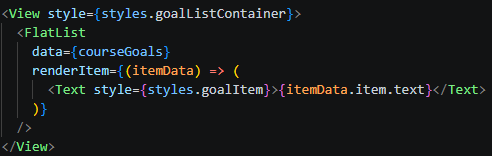 <View style={styles.goalListContainer}>
  <FlatList
    data={courseGoals}
    renderItem={(itemData) => (
      <Text style={styles.goalItem}>{itemData.item.text}</Text>
    )}
  />
</View>